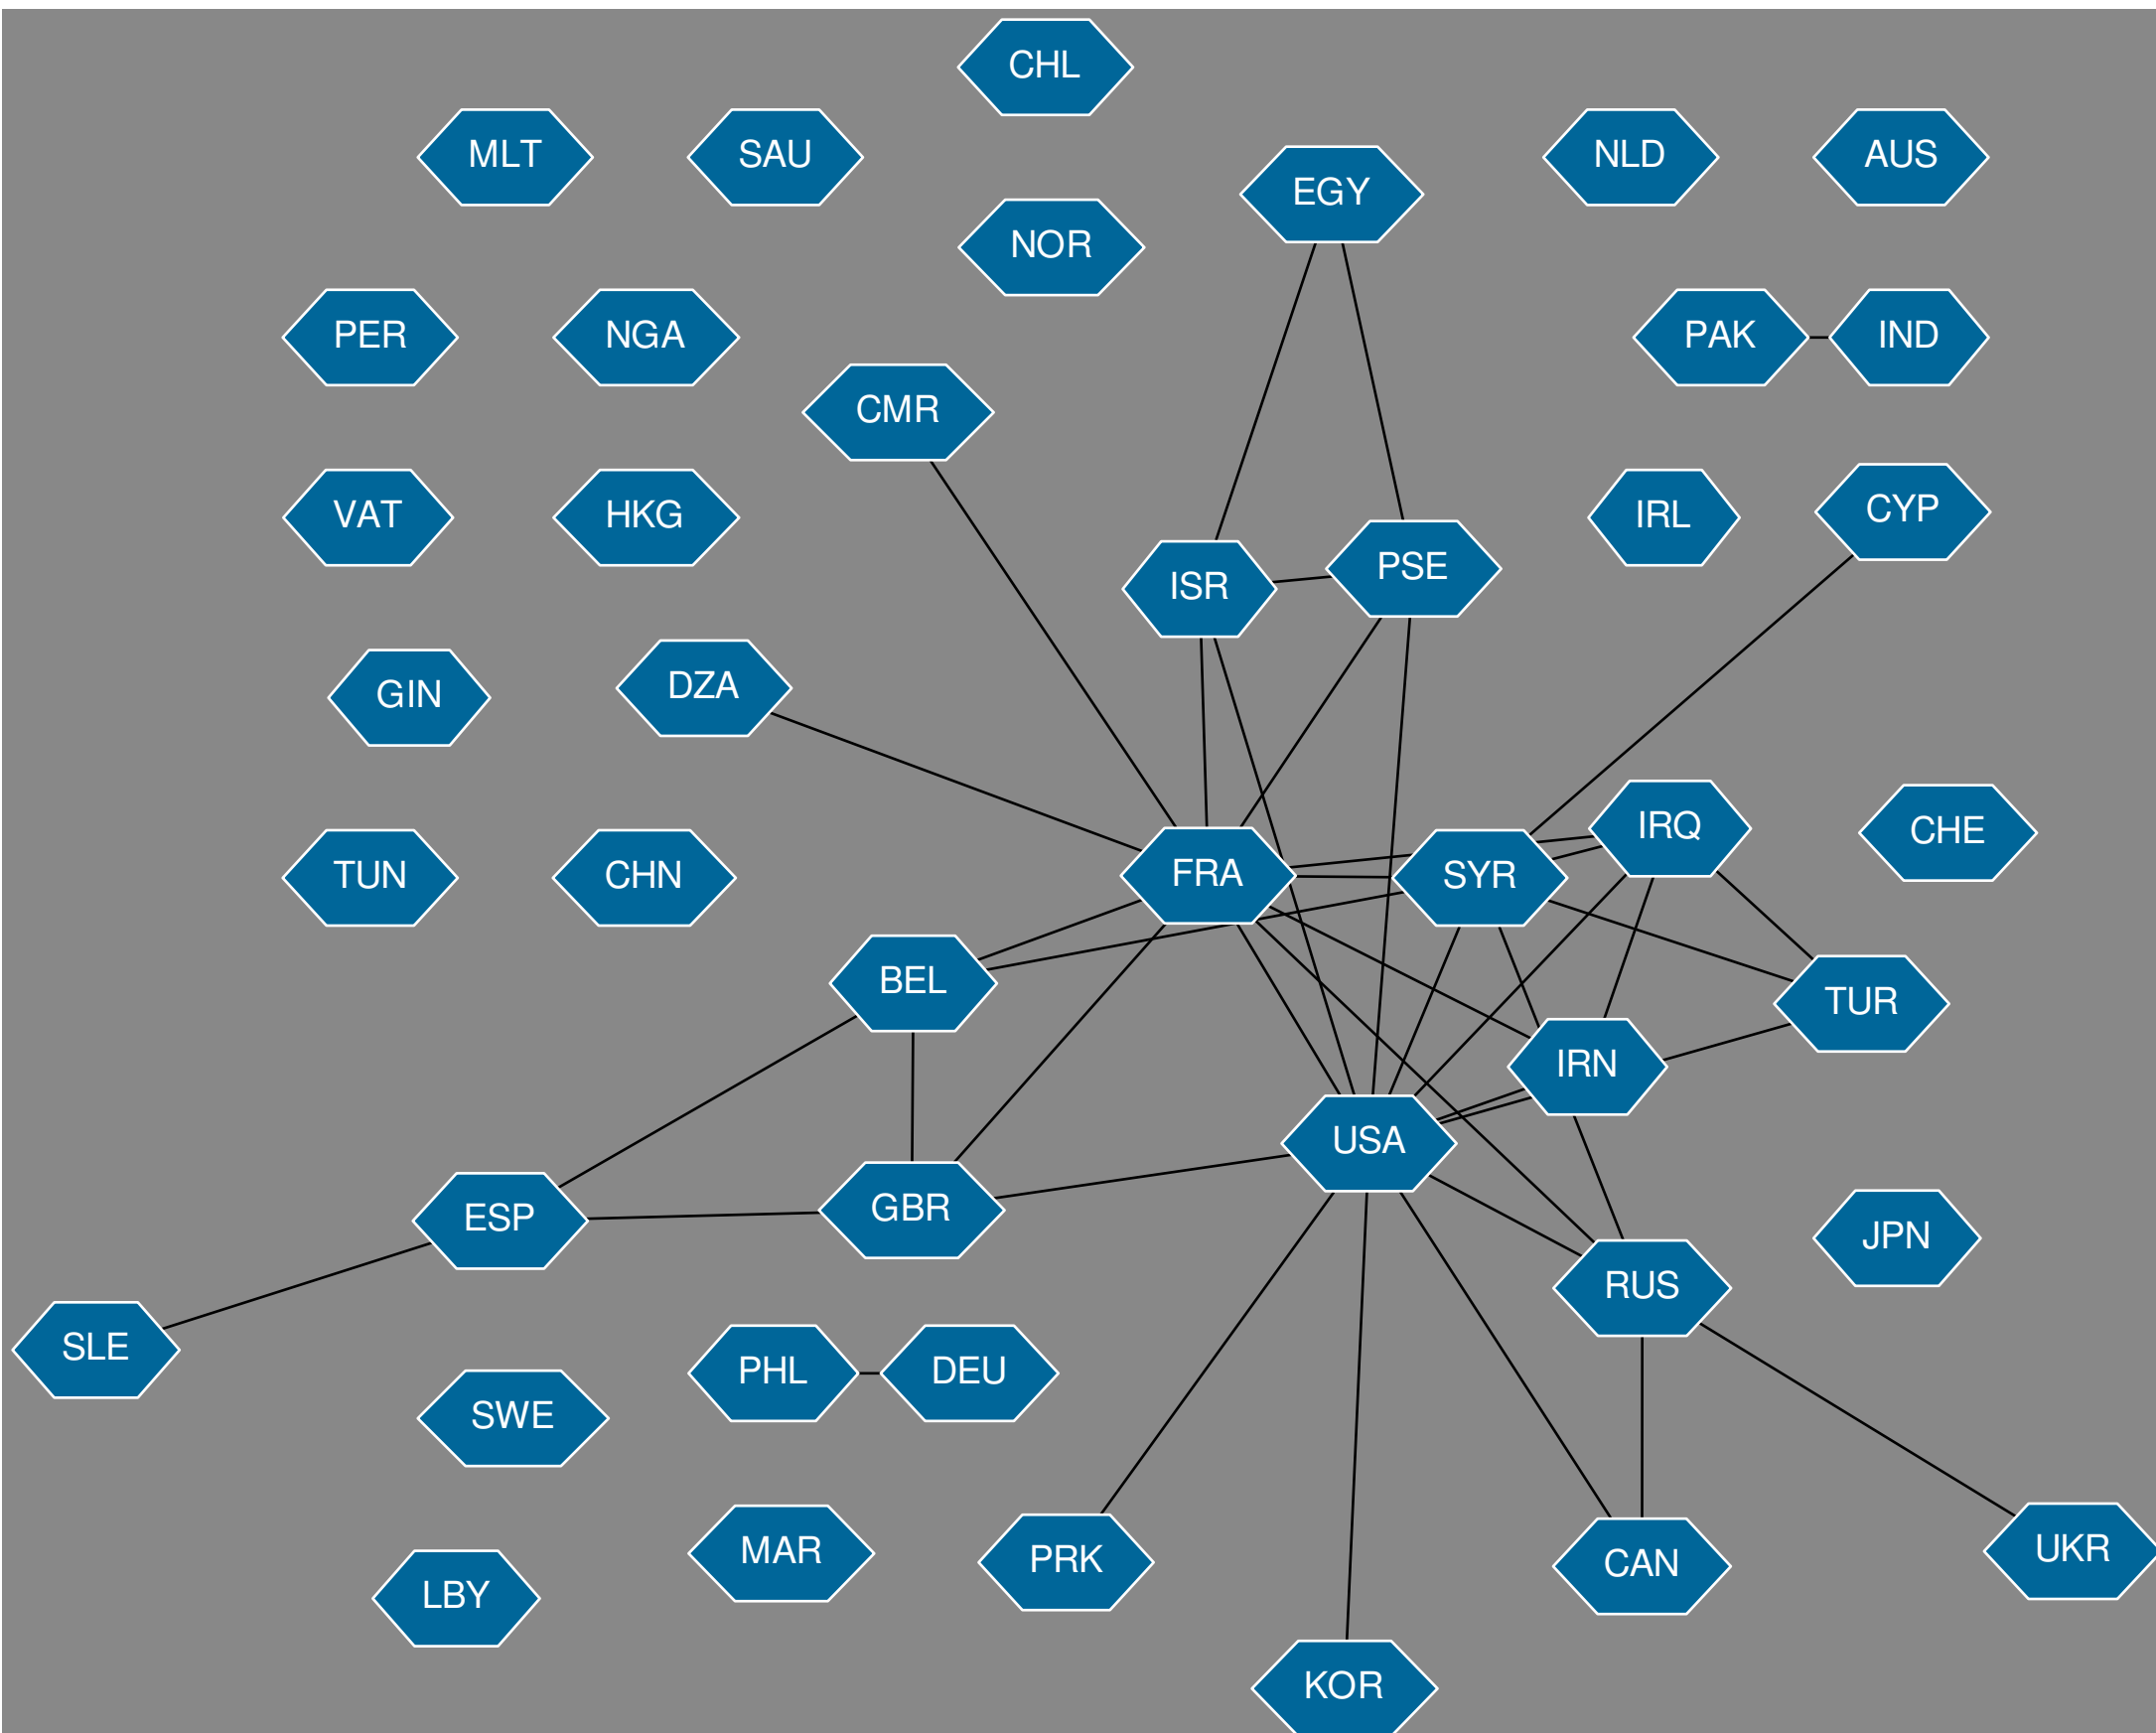 CHL
MLT
SAU
NLD
AUS
EGY
NOR
PER
NGA
PAK
IND
CMR
VAT
HKG
IRL
CYP
ISR
PSE
GIN
DZA
IRQ
CHE
TUN
CHN
FRA
SYR
BEL
TUR
IRN
USA
ESP
GBR
JPN
RUS
SLE
PHL
DEU
SWE
MAR
PRK
CAN
UKR
LBY
KOR